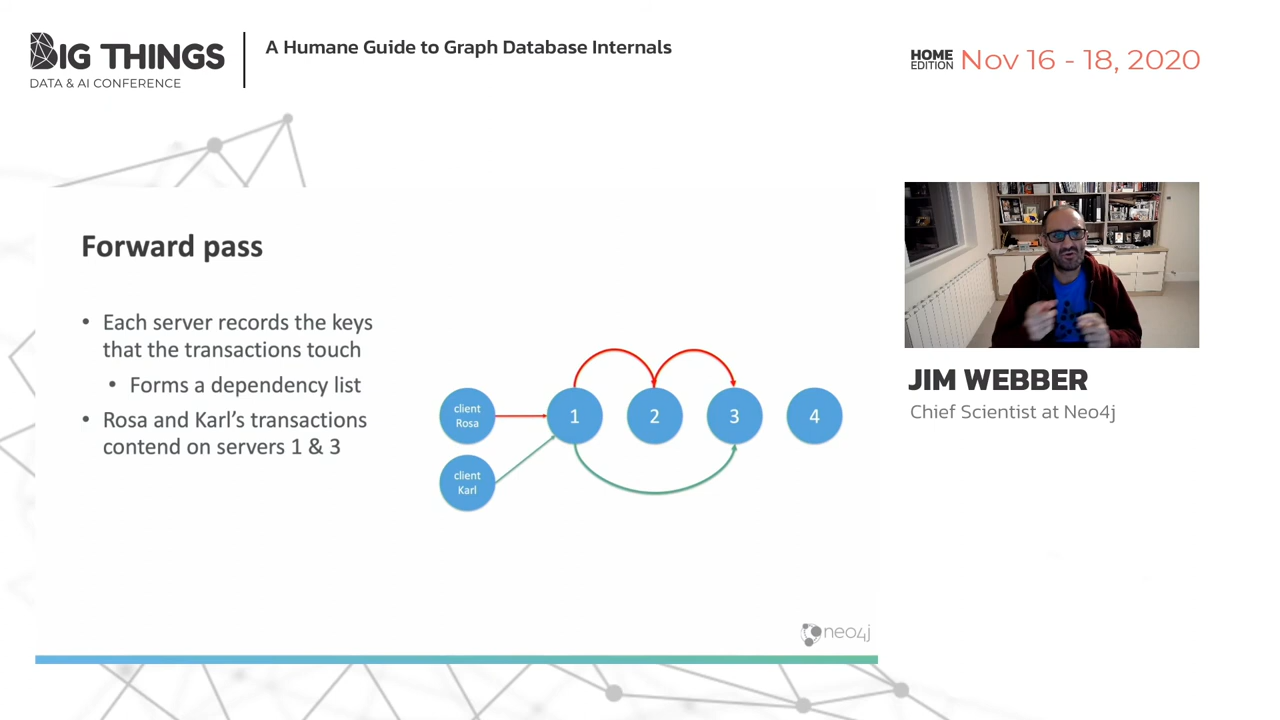 BIG THINGS
DATA & AI CONFERENCE
A Humane Guide to Graph Database Internals
HOME
EDITION
Nov 16 - 18, 2020
Forward pass
• Each server records the keys
that the transactions touch
• Forms a dependency list
• Rosa and Karl's transactions
contend on servers 1 & 3
client
Rosa
1
2
3
4
client
Karl
neo4j
JIM WEBBER
Chief Scientist at Neo4j